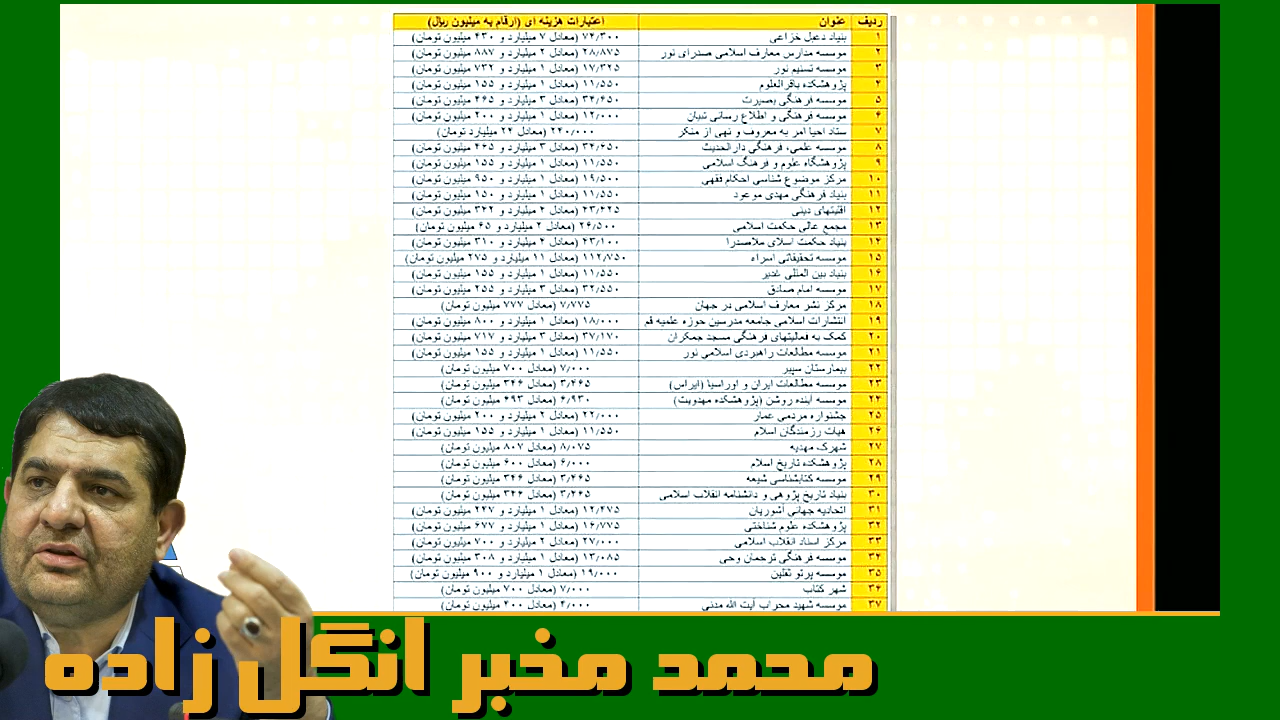 ردیف عنوان اعتبارات هزینه ای (ارقام به میلیون ریال)
۱ بنیاد دعبل خزاعی ۷۴/۳۰۰ (معادل ۷ میلیارد و ۴۳۰ میلیون تومان)
۲ موسسه مدارس معارف اسلامی صدرای نور ۲۸/۸۷۵ (معادل ۲ میلیارد و ۸۸۷ میلیون تومان)
۳ موسسه تسنیم نور ۱۷/۳۲۵ (معادل ۱ میلیارد و ۷۳۲ میلیون تومان)
۴ پژوهشکده باقرالعلوم ۱۱/۵۵۰ (معادل ۱ میلیارد و ۱۵۵ میلیون تومان)
۵ موسسه فرهنگی بصیرت ۳۴/۶۵۰ (معادل ۳ میلیارد و ۴۶۵ میلیون تومان)
۶ موسسه فرهنگی و اطلاع رسانی تبیان ۱۲/۰۰۰ (معادل ۱ میلیارد و ۲۰۰ میلیون تومان)
۷ ستاد احیا امر به معروف و نهی از منکر ۲۴۰/۰۰۰ (معادل ۲۴ میلیارد تومان)
۸ موسسه علمی، فرهنگی دارالحدیث ۳۴/۶۵۰ (معادل ۳ میلیارد و ۴۶۵ میلیون تومان)
۹ پژوهشگاه علوم و فرهنگ اسلامی ۱۱/۵۵۰ (معادل ۱ میلیارد و ۱۵۵ میلیون تومان)
۱۰ مرکز موضوع شناسی احکام فقهی ۱۹/۵۰۰ (معادل ۱ میلیارد و ۹۵۰ میلیون تومان)
۱۱ بنیاد فرهنگی مهدی موعود ۱۱/۵۵۰ (معادل ۱ میلیارد و ۱۵۰ میلیون تومان)
۱۲ اقلیتهای دینی ۴۳/۴۲۵ (معادل ۴ میلیارد و ۳۴۲ میلیون تومان)
۱۳ مجمع عالی حکمت اسلامی ۲۶/۵۰۰ (معادل ۲ میلیارد و ۶۵ میلیون تومان)
۱۴ بنیاد حکمت اسلای ملاصدرا ۴۳/۱۰۰ (معادل ۴ میلیارد و ۳۱۰ میلیون تومان)
۱۵ موسسه تحقیقاتی اسراء ۱۱۲/۷۵۰ (معادل ۱۱ میلیارد و ۲۷۵ میلیون تومان)
۱۶ بنیاد بین المللی غدیر ۱۱/۵۵۰ (معادل ۱ میلیارد و ۱۵۵ میلیون تومان)
۱۷ موسسه امام صادق ۳۲/۵۵۰ (معادل ۳ میلیارد و ۲۵۵ میلیون تومان)
۱۸ مرکز نشر معارف اسلامی در جهان ۷/۷۷۵ (معادل ۷۷۷ میلیون تومان)
۱۹ انتشارات اسلامی جامعه مدرسین حوزه علمیه قم ۱۸/۰۰۰ (معادل ۱ میلیارد و ۸۰۰ میلیون تومان)
۲۰ کمک به فعالیتهای فرهنگی مسجد جمکران ۳۷/۱۷۰ (معادل ۳ میلیارد و ۷۱۷ میلیون تومان)
۲۱ موسسه مطالعات راهبردی اسلامی نور ۱۱/۵۵۰ (معادل ۱ میلیارد و ۱۵۵ میلیون تومان)
۲۲ بیمارستان سپیر ۷/۰۰۰ (معادل ۷۰۰ میلیون تومان)
۲۳ موسسه مطالعات ایران و اوراسیا (ایراس) ۳/۴۶۵ (معادل ۳۴۶ میلیون تومان)
۲۴ موسسه آینده روشن (پژوهشکده مهدویت) ۶/۹۳۰ (معادل ۶۹۳ میلیون تومان)
۲۵ جشنواره مردمی عمار ۲۲/۰۰۰ (معادل ۲ میلیارد و ۲۰۰ میلیون تومان)
۲۶ هیات رزمندگان اسلام ۱۱/۵۵۰ (معادل ۱ میلیارد و ۱۵۵ میلیون تومان)
۲۷ شهرک مهدیه ۸/۰۷۵ (معادل ۸۰۷ میلیون تومان)
۲۸ پژوهشکده تاریخ اسلام ۶/۰۰۰ (معادل ۶۰۰ میلیون تومان)
۲۹ موسسه کتابشناسی شیعه ۳/۴۶۵ (معادل ۳۴۶ میلیون تومان)
۳۰ بنیاد تاریخ پژوهی و دانشنامه انقلاب اسلامی ۳/۴۶۵ (معادل ۳۴۶ میلیون تومان)
۳۱ اتحادیه جهانی آشوریان ۱۲/۴۷۵ (معادل ۱ میلیارد و ۲۴۷ میلیون تومان)
۳۲ پژوهشکده علوم شناختی ۱۶/۷۷۵ (معادل ۱ میلیارد و ۶۷۷ میلیون تومان)
۳۳ مرکز اسناد انقلاب اسلامی ۲۷/۰۰۰ (معادل ۲ میلیارد و ۷۰۰ میلیون تومان)
۳۴ موسسه فرهنگی ترجمان وحی ۱۳/۰۸۵ (معادل ۱ میلیارد و ۳۰۸ میلیون تومان)
۳۵ موسسه پرتو ثقلین ۱۹/۰۰۰ (معادل ۱ میلیارد و ۹۰۰ میلیون تومان)
۳۶ شهر کتاب ۷/۰۰۰ (معادل ۷۰۰ میلیون تومان)
۳۷ موسسه شهید محراب آیت الله مدنی ۴/۰۰۰ (معادل ۴۰۰ میلیون تومان)
محمد مخبر انگل زاده